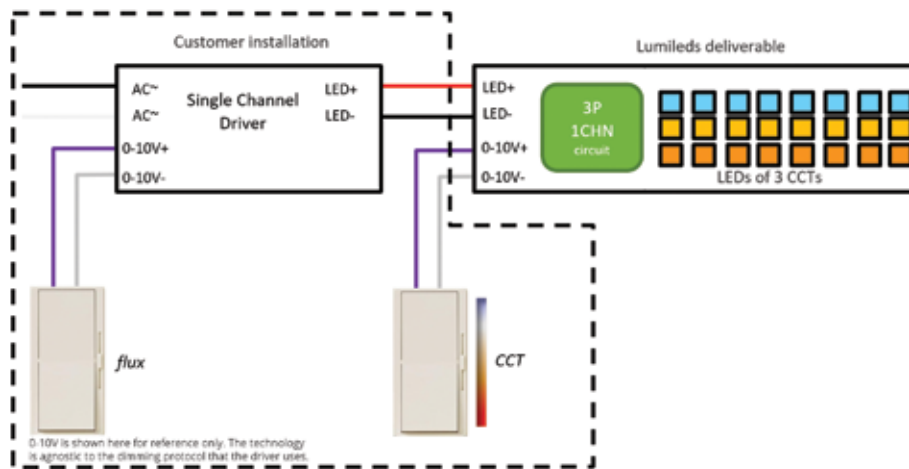 Customer installation
Lumileds deliverable
AC~
AC~
0-10V+
0-10V-
Single Channel
Driver
LED+
LED-
LED+
LED-
0-10V+
0-10V-
3P
1CHN
circuit
LEDs of 3 CCTs
flux
CCT
0-10V is shown here for reference only. The technology
is agnostic to the dimming protocol that the driver uses.